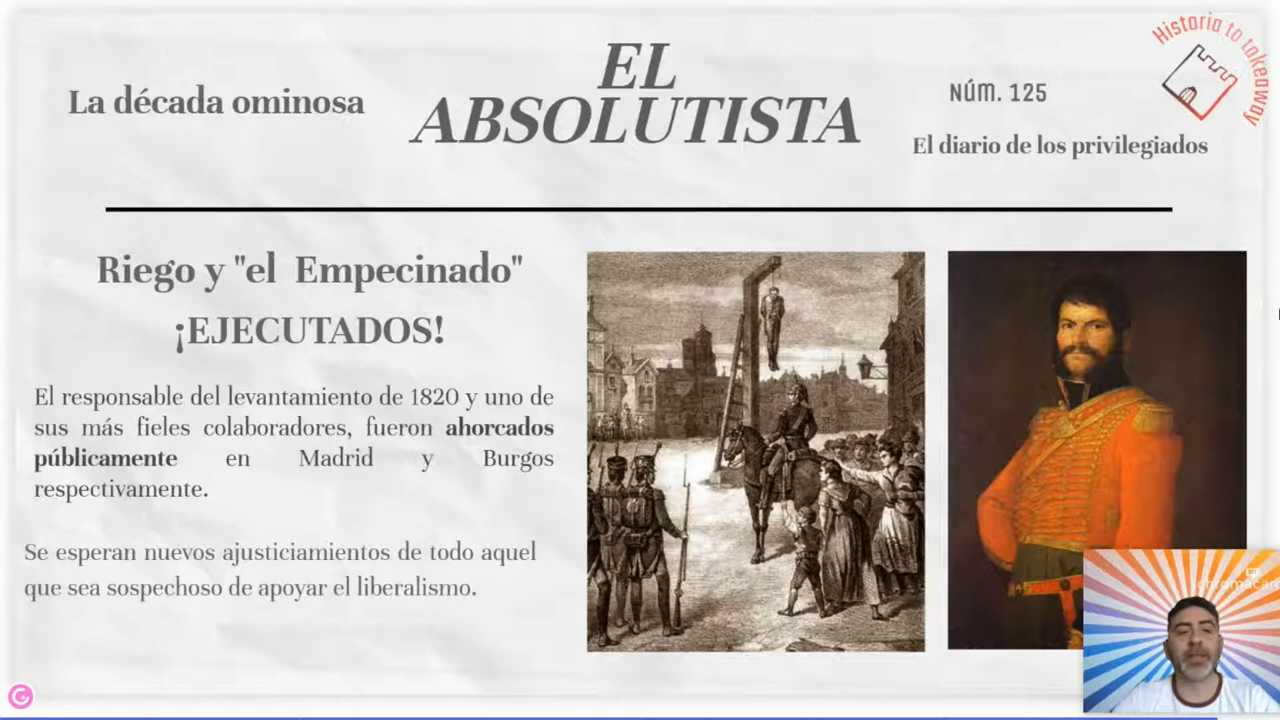 La década ominosa
EL
ABSOLUTISTA
NÚM. 125
El diario de los privilegiados
Historia to takeaway
Riego y "el Empecinado"
¡EJECUTADOS!
El responsable del levantamiento de 1820 y uno de
sus más fieles colaboradores, fueron ahorcados
públicamente en Madrid y Burgos
respectivamente.
Se esperan nuevos ajusticiamientos de todo aquel
que sea sospechoso de apoyar el liberalismo.